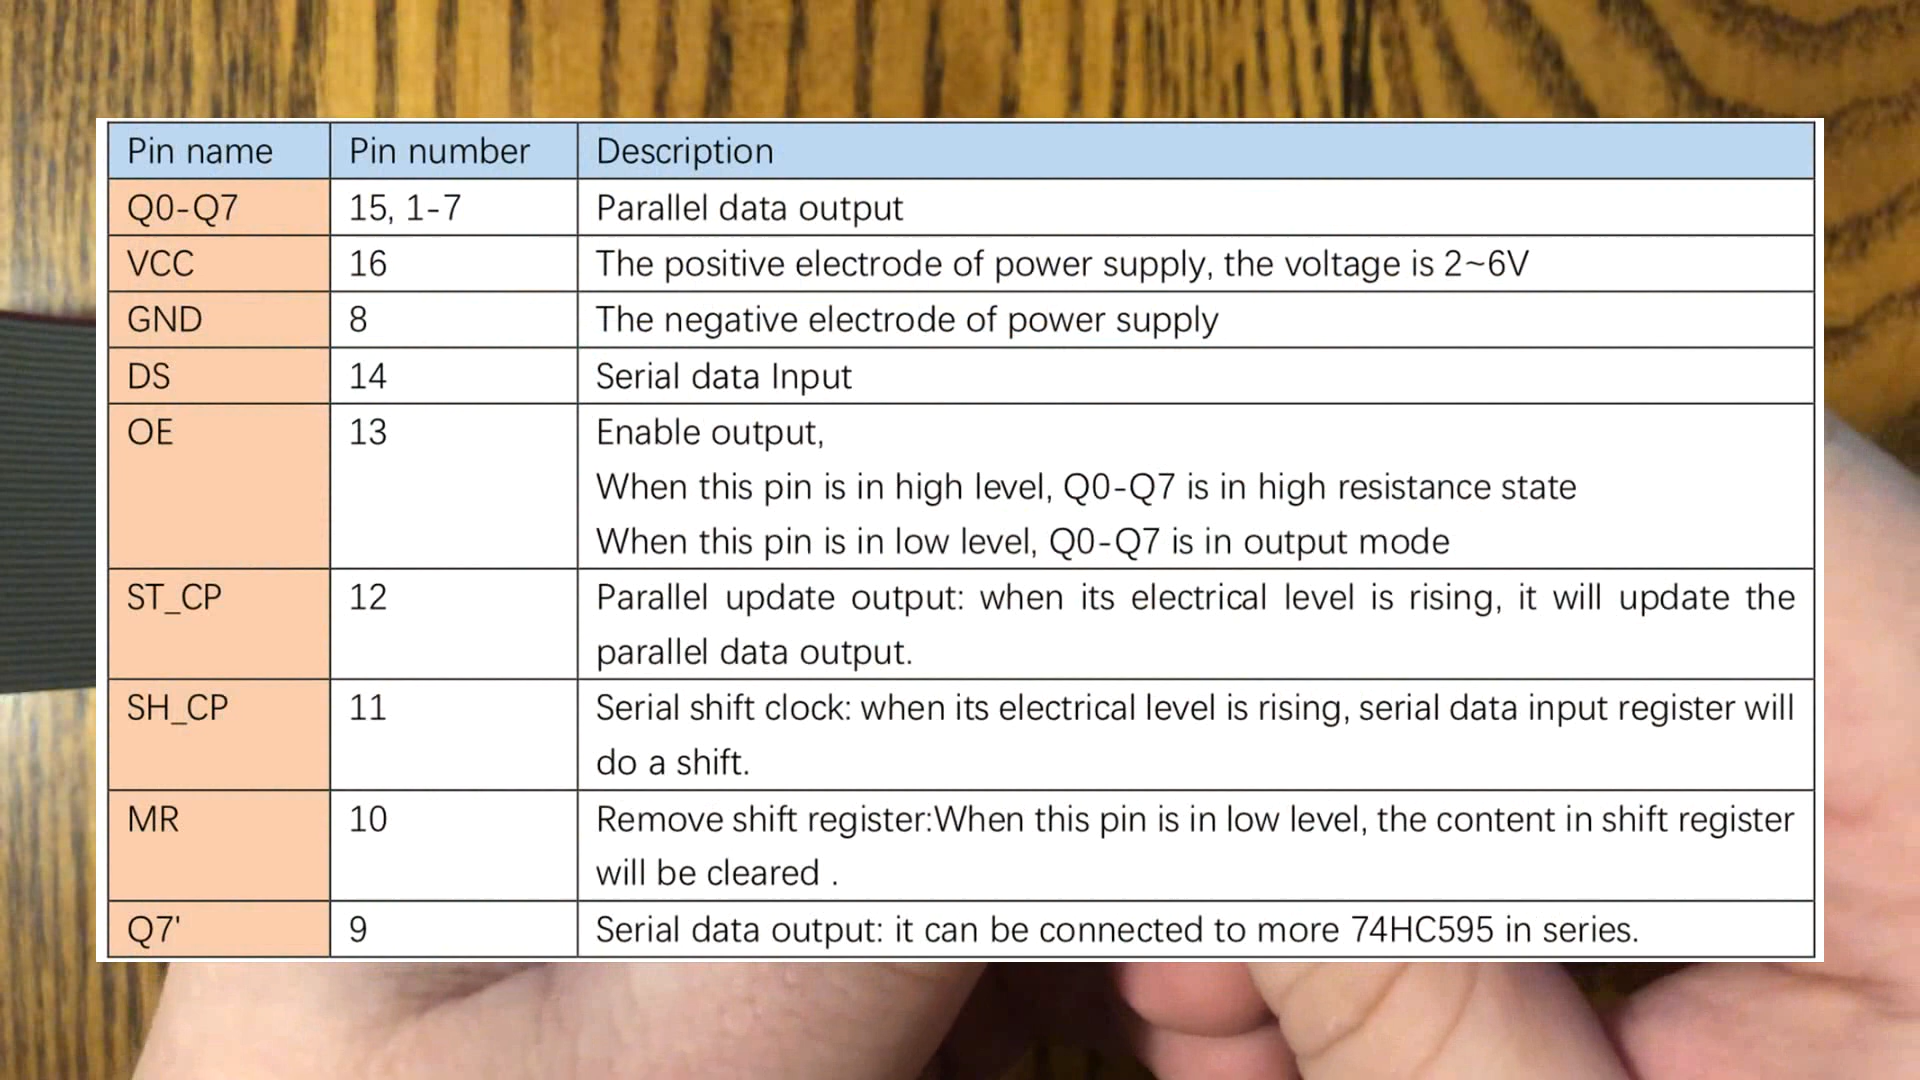 Pin name Pin number Description
Q0-Q7 15, 1-7 Parallel data output
VCC 16 The positive electrode of power supply, the voltage is 2~6V
GND 8 The negative electrode of power supply
DS 14 Serial data Input
OE 13 Enable output,
When this pin is in high level, Q0-Q7 is in high resistance state
When this pin is in low level, Q0-Q7 is in output mode
ST_CP 12 Parallel update output: when its electrical level is rising, it will update the
parallel data output.
SH_CP 11 Serial shift clock: when its electrical level is rising, serial data input register will
do a shift.
MR 10 Remove shift register:When this pin is in low level, the content in shift register
will be cleared .
Q7' 9 Serial data output: it can be connected to more 74HC595 in series.